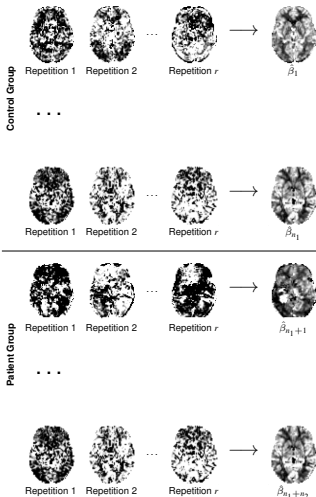 Control Group
... → β̂₁
Repetition 1 Repetition 2 Repetition r
...
... → β̂ₙ₁
Repetition 1 Repetition 2 Repetition r
Patient Group
... → β̂ₙ₁₊₁
Repetition 1 Repetition 2 Repetition r
...
... → β̂ₙ₁₊ₙ₂
Repetition 1 Repetition 2 Repetition r